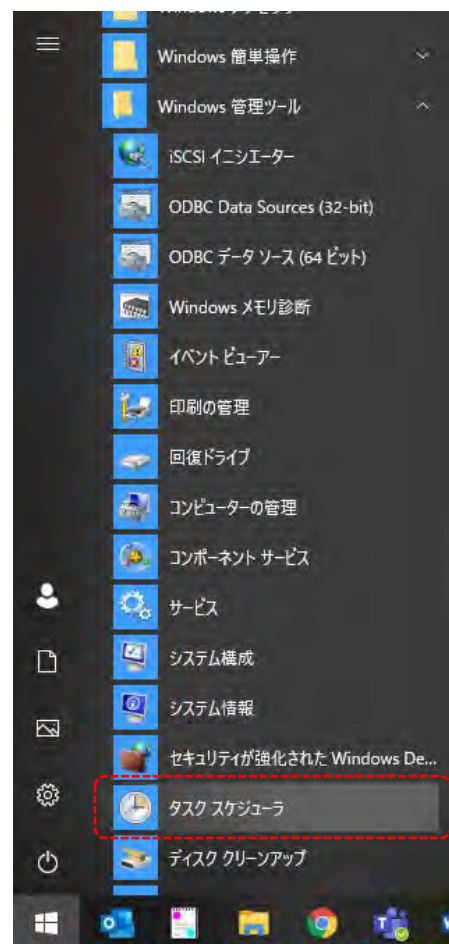 Windows 簡単操作
Windows 管理ツール
iSCSI イニシエーター
ODBC Data Sources (32-bit)
ODBC データ ソース (64 ビット)
Windows メモリ診断
イベント ビューアー
印刷の管理
回復ドライブ
コンピューターの管理
コンポーネント サービス
サービス
システム構成
システム情報
セキュリティが強化された Windows De...
タスク スケジューラ
ディスク クリーンアップ